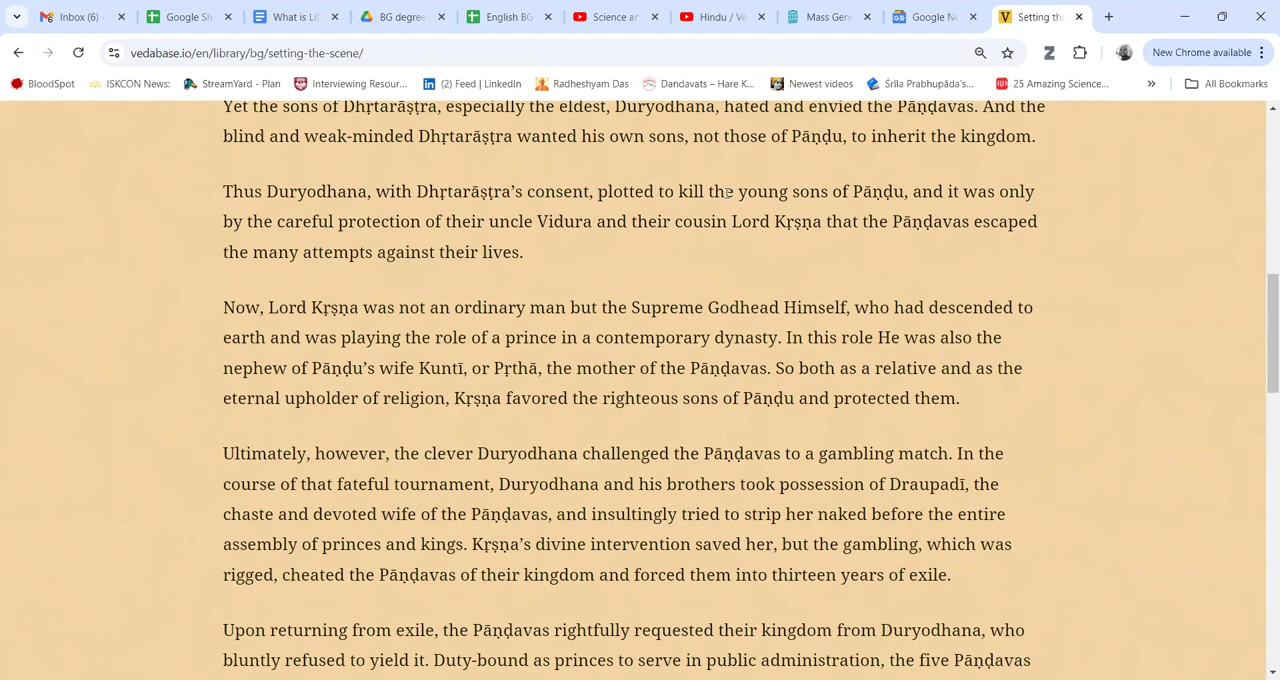 Inbox (6) -
Google Sh
What is Lif
BG degree
English BG
Science ar
Hindu / Ve
Mass Gen
Google Ne
Setting th
vedabase.io/en/library/bg/setting-the-scene/
New Chrome available
BloodSpot
ISKCON News:
StreamYard - Plan
Interviewing Resour...
(2) Feed | LinkedIn
Radheshyam Das
Dandavats – Hare K...
Newest videos
Śrīla Prabhupāda's...
25 Amazing Science...
»
All Bookmarks
Yet the sons of Dhṛtarāṣṭra, especially the eldest, Duryodhana, hated and envied the Pāṇḍavas. And the
blind and weak-minded Dhṛtarāṣṭra wanted his own sons, not those of Pāṇḍu, to inherit the kingdom.
Thus Duryodhana, with Dhṛtarāṣṭra’s consent, plotted to kill the young sons of Pāṇḍu, and it was only
by the careful protection of their uncle Vidura and their cousin Lord Kṛṣṇa that the Pāṇḍavas escaped
the many attempts against their lives.
Now, Lord Kṛṣṇa was not an ordinary man but the Supreme Godhead Himself, who had descended to
earth and was playing the role of a prince in a contemporary dynasty. In this role He was also the
nephew of Pāṇḍu’s wife Kuntī, or Pṛthā, the mother of the Pāṇḍavas. So both as a relative and as the
eternal upholder of religion, Kṛṣṇa favored the righteous sons of Pāṇḍu and protected them.
Ultimately, however, the clever Duryodhana challenged the Pāṇḍavas to a gambling match. In the
course of that fateful tournament, Duryodhana and his brothers took possession of Draupadī, the
chaste and devoted wife of the Pāṇḍavas, and insultingly tried to strip her naked before the entire
assembly of princes and kings. Kṛṣṇa’s divine intervention saved her, but the gambling, which was
rigged, cheated the Pāṇḍavas of their kingdom and forced them into thirteen years of exile.
Upon returning from exile, the Pāṇḍavas rightfully requested their kingdom from Duryodhana, who
bluntly refused to yield it. Duty-bound as princes to serve in public administration, the five Pāṇḍavas